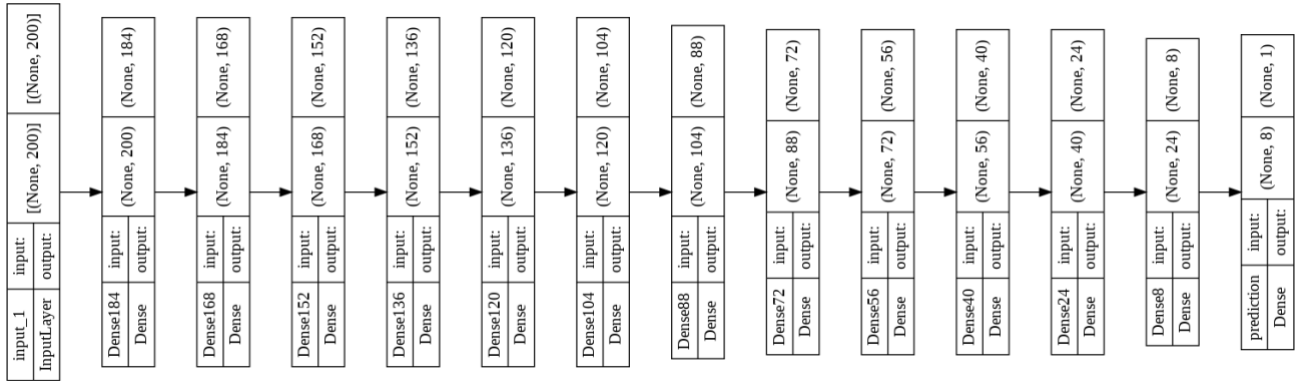 input_1 input: [(None, 200)] [(None, 200)]
InputLayer output:
Dense184 input: (None, 200) (None, 184)
Dense output:
Dense168 input: (None, 184) (None, 168)
Dense output:
Dense152 input: (None, 168) (None, 152)
Dense output:
Dense136 input: (None, 152) (None, 136)
Dense output:
Dense120 input: (None, 136) (None, 120)
Dense output:
Dense104 input: (None, 120) (None, 104)
Dense output:
Dense88 input: (None, 104) (None, 88)
Dense output:
Dense72 input: (None, 88) (None, 72)
Dense output:
Dense56 input: (None, 72) (None, 56)
Dense output:
Dense40 input: (None, 56) (None, 40)
Dense output:
Dense24 input: (None, 40) (None, 24)
Dense output:
Dense8 input: (None, 24) (None, 8)
Dense output:
prediction input: (None, 8) (None, 1)
Dense output: